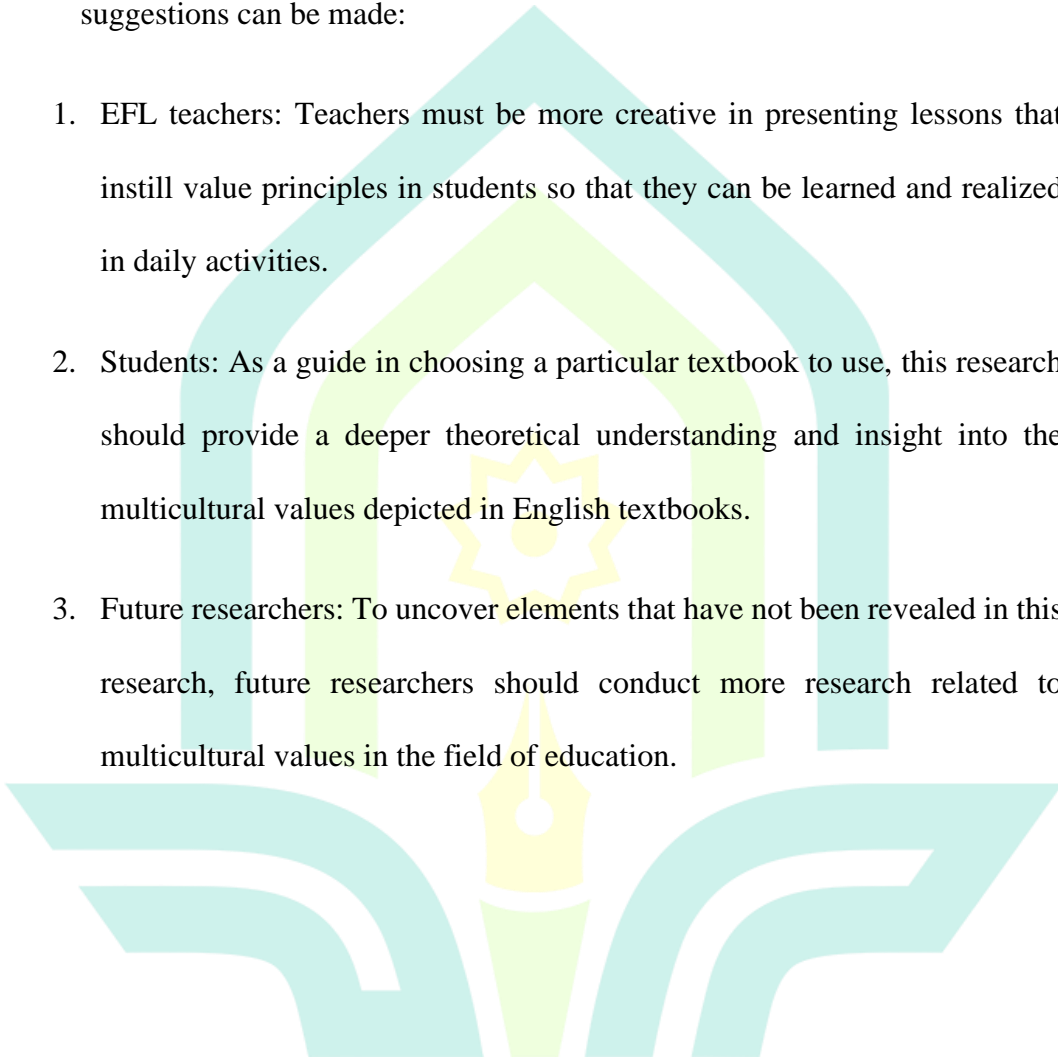 suggestions can be made:
1. EFL teachers: Teachers must be more creative in presenting lessons that
instill value principles in students so that they can be learned and realized
in daily activities.
2. Students: As a guide in choosing a particular textbook to use, this research
should provide a deeper theoretical understanding and insight into the
multicultural values depicted in English textbooks.
3. Future researchers: To uncover elements that have not been revealed in this
research, future researchers should conduct more research related to
multicultural values in the field of education.